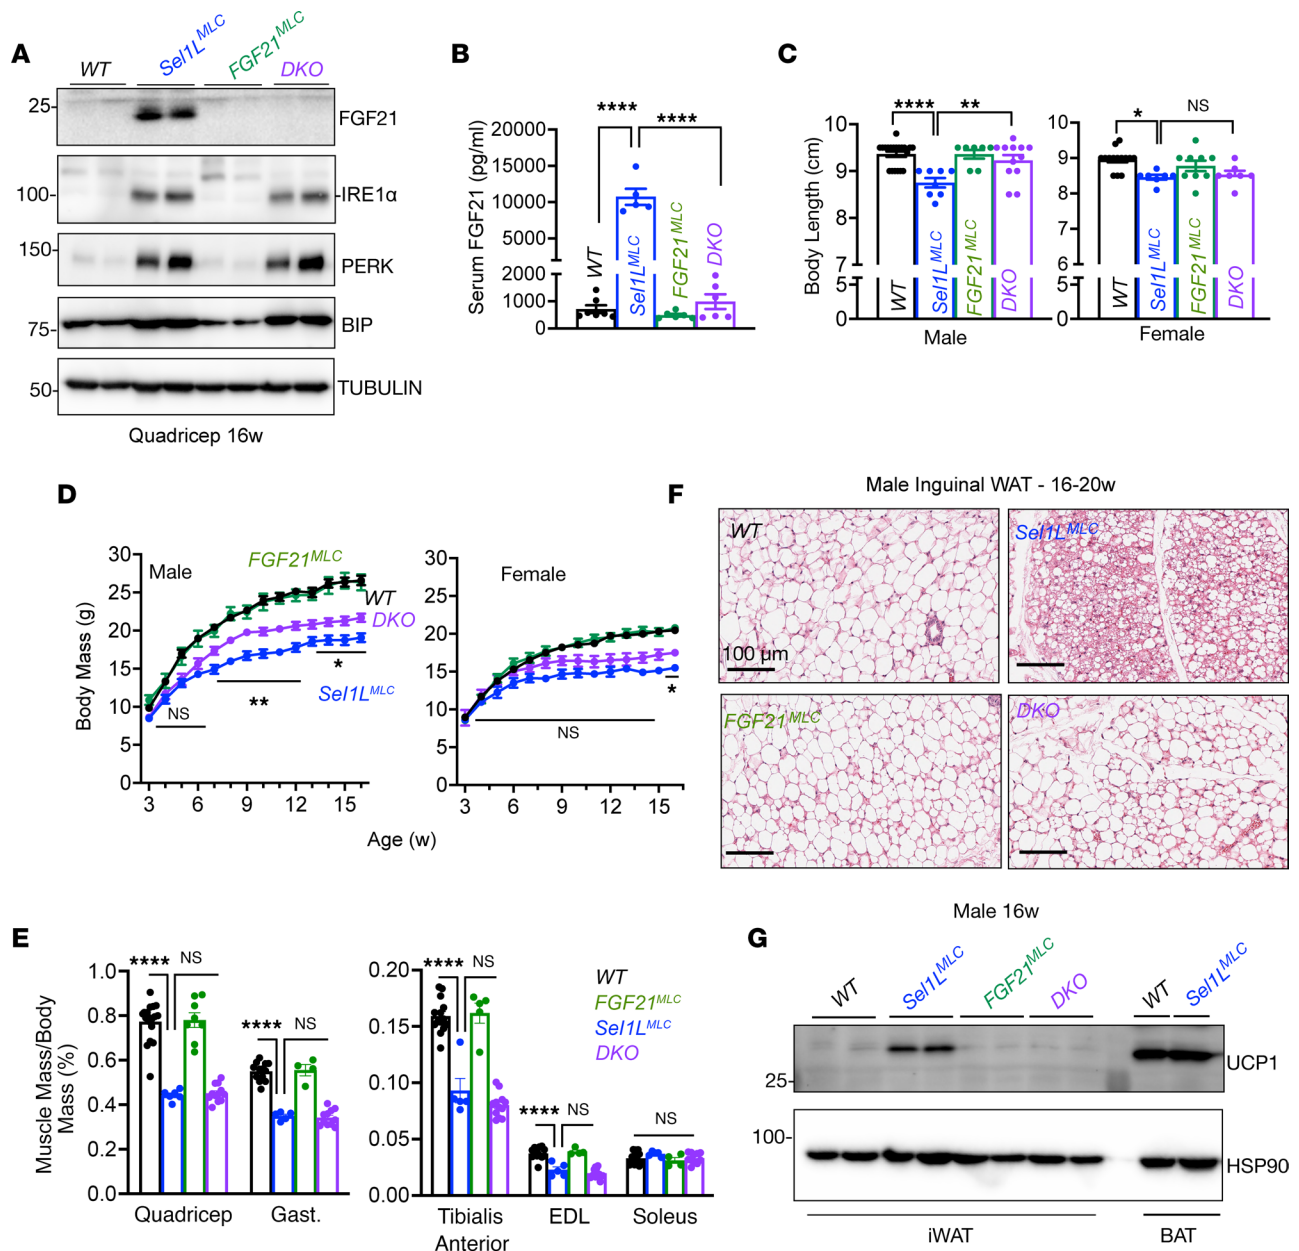 A
WT
Sel1L^MLC
FGF21^MLC
DKO
25
FGF21
100
IRE1α
150
PERK
75
BIP
50
TUBULIN
Quadricep 16w
B
Serum FGF21 (pg/ml)
20000
15000
10000
5000
2000
1000
0
****
****
WT
Sel1L^MLC
FGF21^MLC
DKO
C
Body Length (cm)
10
9
8
7
5
0
****
**
WT
Sel1L^MLC
FGF21^MLC
DKO
Male
10
9
8
7
6
5
0
*
NS
WT
Sel1L^MLC
FGF21^MLC
DKO
Female
D
Body Mass (g)
30
25
20
15
10
5
0
Male
FGF21^MLC
WT
DKO
Sel1L^MLC
NS
**
*
3 6 9 12 15
30
25
20
15
10
5
0
Female
NS
*
3 6 9 12 15
Age (w)
F
Male Inguinal WAT - 16-20w
WT
100 µm
Sel1L^MLC
FGF21^MLC
DKO
E
Muscle Mass/Body
Mass (%)
1.0
0.8
0.6
0.4
0.2
0.0
**** NS
**** NS
Quadricep Gast.
0.20
0.15
0.10
0.05
0.00
**** NS
**** NS
NS
WT
FGF21^MLC
Sel1L^MLC
DKO
Tibialis
Anterior
EDL
Soleus
G
Male 16w
WT
Sel1L^MLC
FGF21^MLC
DKO
WT
Sel1L^MLC
25
UCP1
100
HSP90
iWAT
BAT